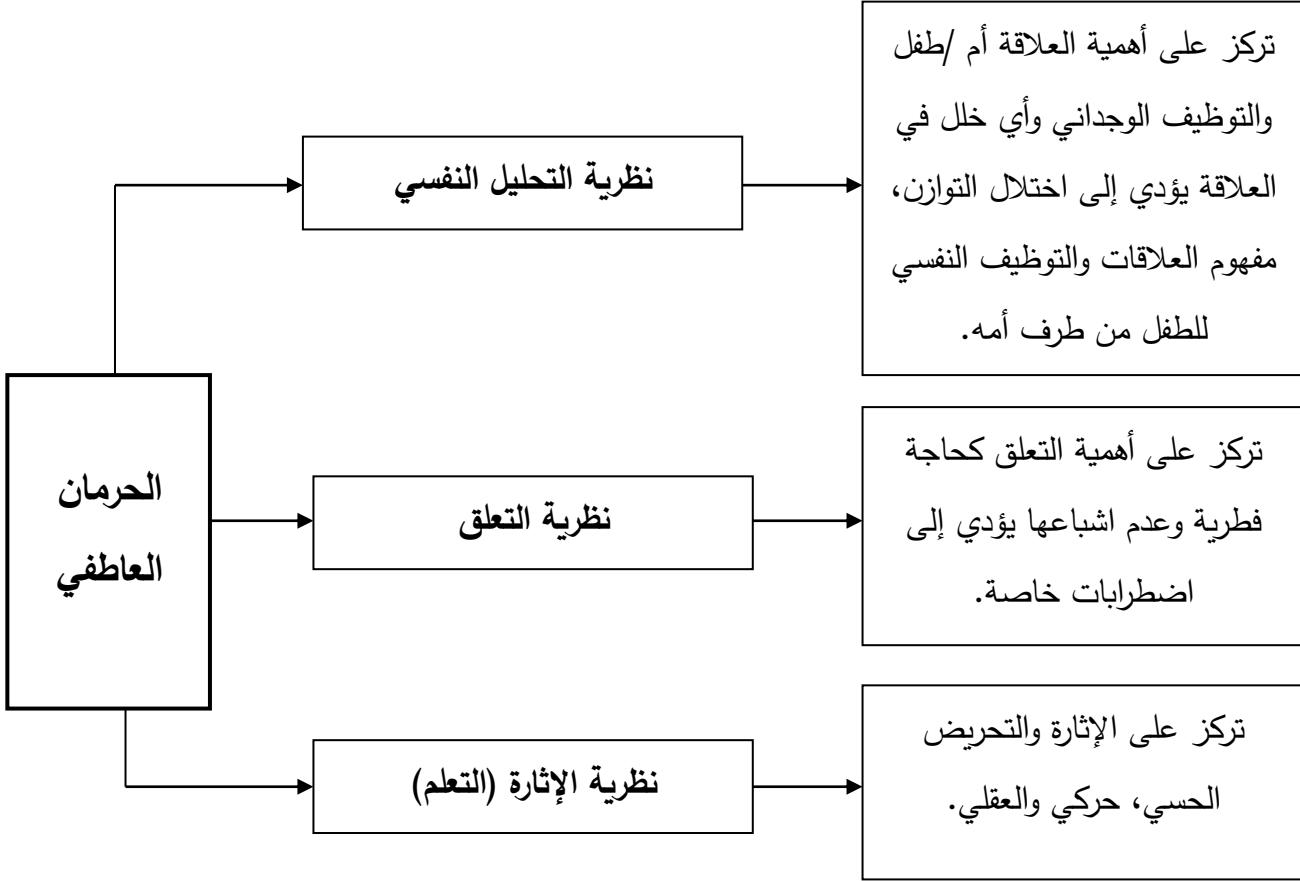 الحرمان
العاطفي
نظرية التحليل النفسي
تركز على أهمية العلاقة أم /طفل
والتوظيف الوجداني وأي خلل في
العلاقة يؤدي إلى اختلال التوازن،
مفهوم العلاقات والتوظيف النفسي
للطفل من طرف أمه.
نظرية التعلق
تركز على أهمية التعلق كحاجة
فطرية وعدم اشباعها يؤدي إلى
اضطرابات خاصة.
نظرية الإثارة (التعلم)
تركز على الإثارة والتحريض
الحسي، حركي والعقلي.